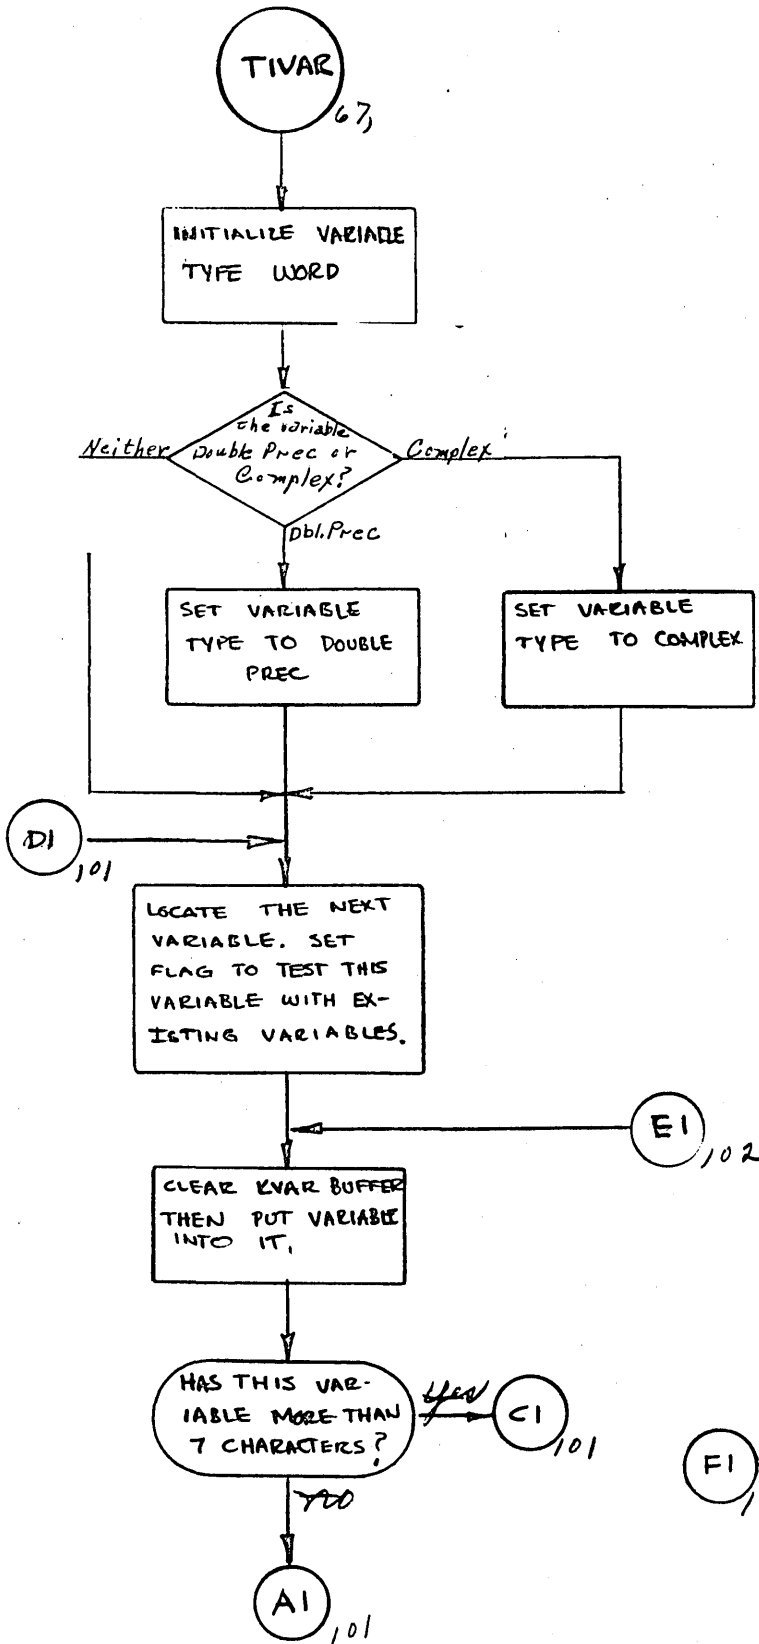 TIVAR
67,
INITIALIZE VARIABLE
TYPE WORD
Is
the variable
Double Prec or
Complex?
Neither
Complex
Dbl. Prec
SET VARIABLE
TYPE TO DOUBLE
PREC
SET VARIABLE
TYPE TO COMPLEX
D1
,101
LOCATE THE NEXT
VARIABLE. SET
FLAG TO TEST THIS
VARIABLE WITH EX-
ISTING VARIABLES.
E1
,102
CLEAR KVAR BUFFER
THEN PUT VARIABLE
INTO IT.
HAS THIS VAR-
IABLE MORE THAN
7 CHARACTERS?
yes
C1
,101
F1
,
no
A1
,101